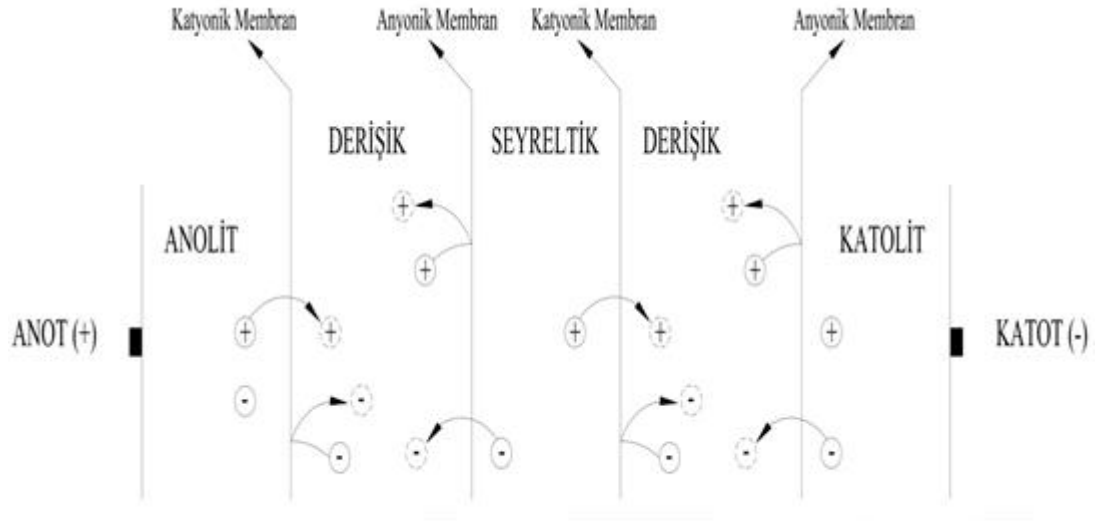 Katyonik Membran
Anyonik Membran
Katyonik Membran
Anyonik Membran
DERİŞİK
SEYRELTİK
DERİŞİK
ANOLİT
KATOLİT
ANOT (+)
KATOT (-)
+
+
+
+
+
+
+
+
+
-
-
-
-
-
-
-
-
-